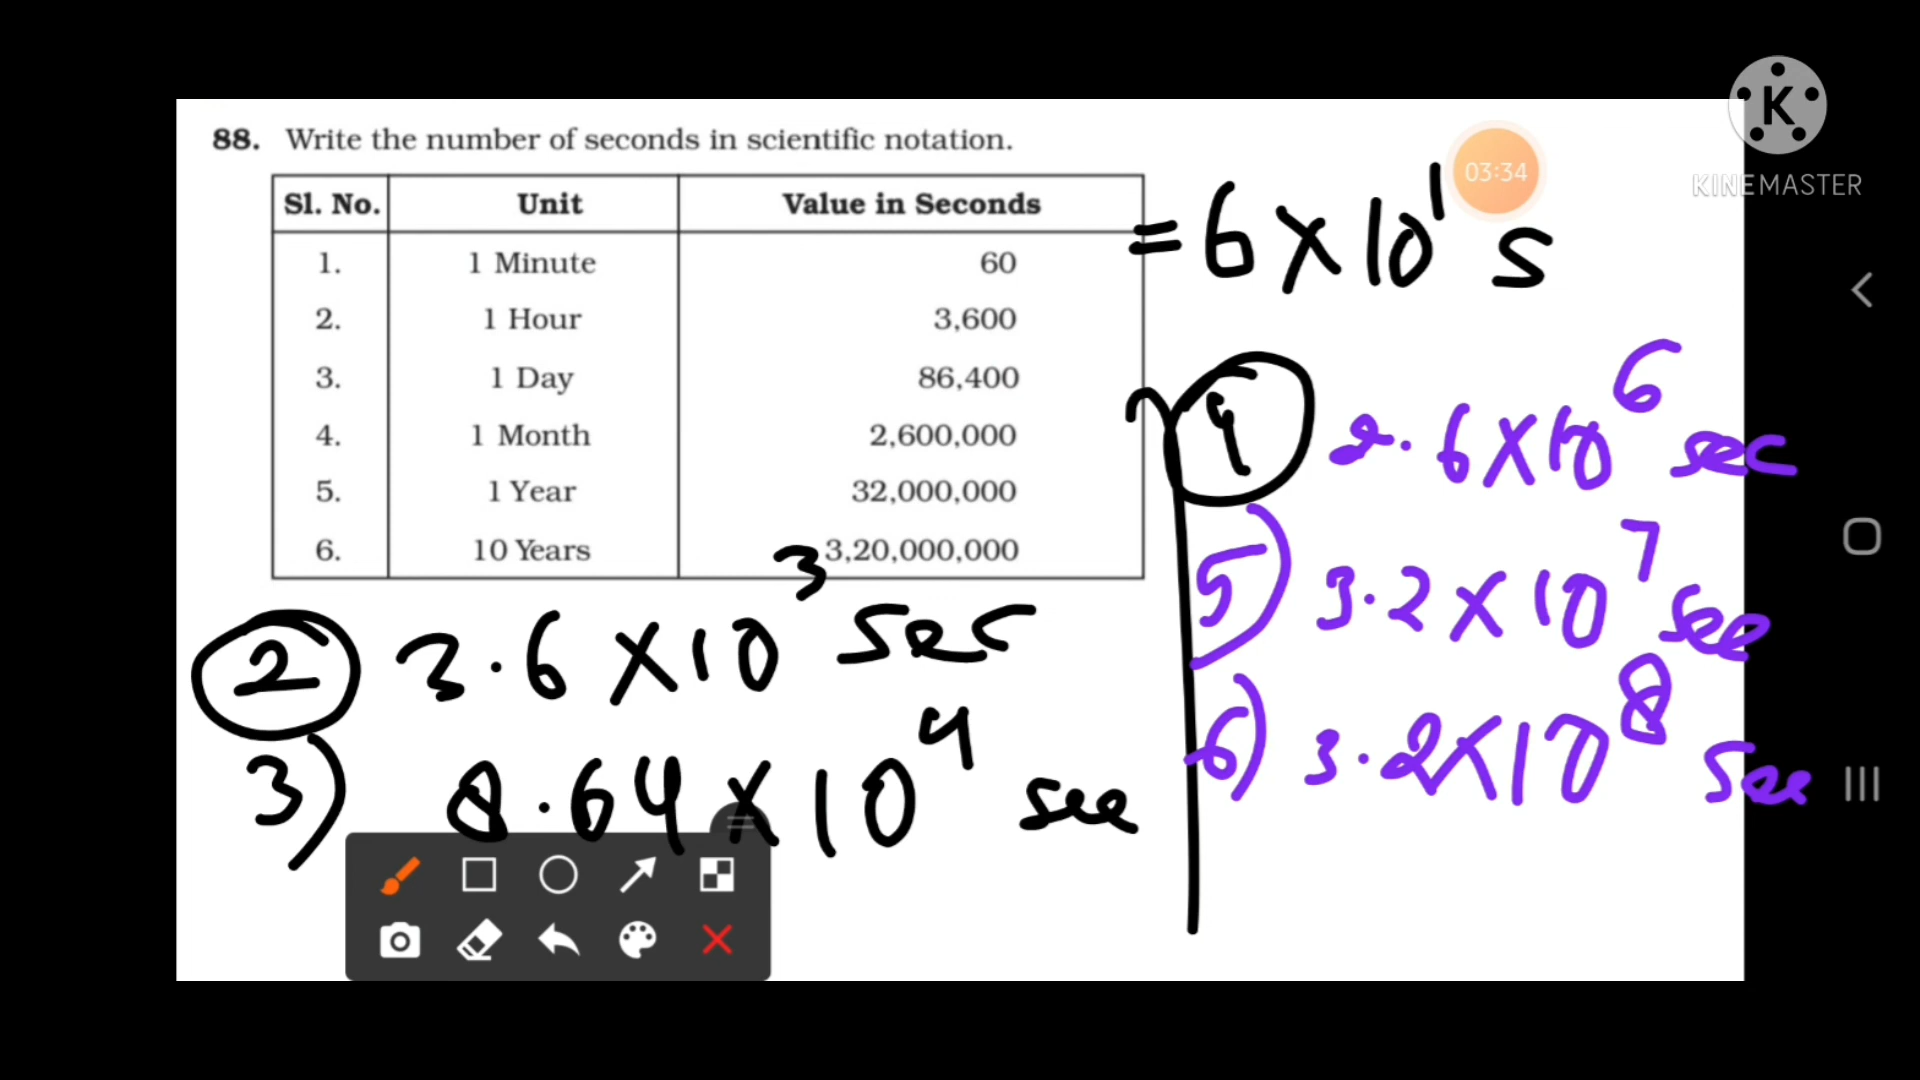 88. Write the number of seconds in scientific notation.
Sl. No. Unit Value in Seconds
1. 1 Minute 60
2. 1 Hour 3,600
3. 1 Day 86,400
4. 1 Month 2,600,000
5. 1 Year 32,000,000
6. 10 Years 3,20,000,000
= 6 × 10¹ s
03:34
K
KINEMASTER
2 3.6 × 10³ sec
3) 8.64 × 10⁴ sec
4 2.6 × 10⁶ sec
5) 3.2 × 10⁷ sec
6) 3.2 × 10⁸ sec